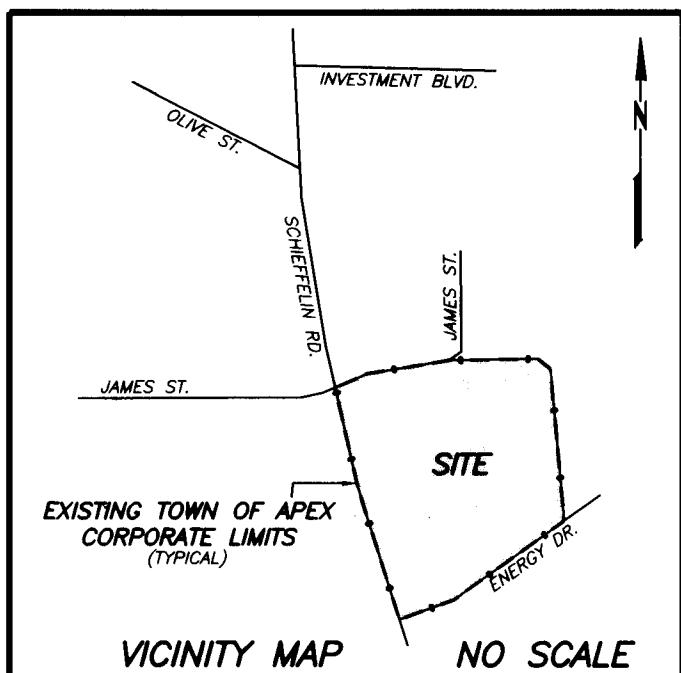 INVESTMENT BLVD.
OLIVE ST.
N
SCHIEFFELIN RD.
JAMES ST.
JAMES ST.
SITE
EXISTING TOWN OF APEX
CORPORATE LIMITS
(TYPICAL)
ENERGY DR.
VICINITY MAP
NO SCALE